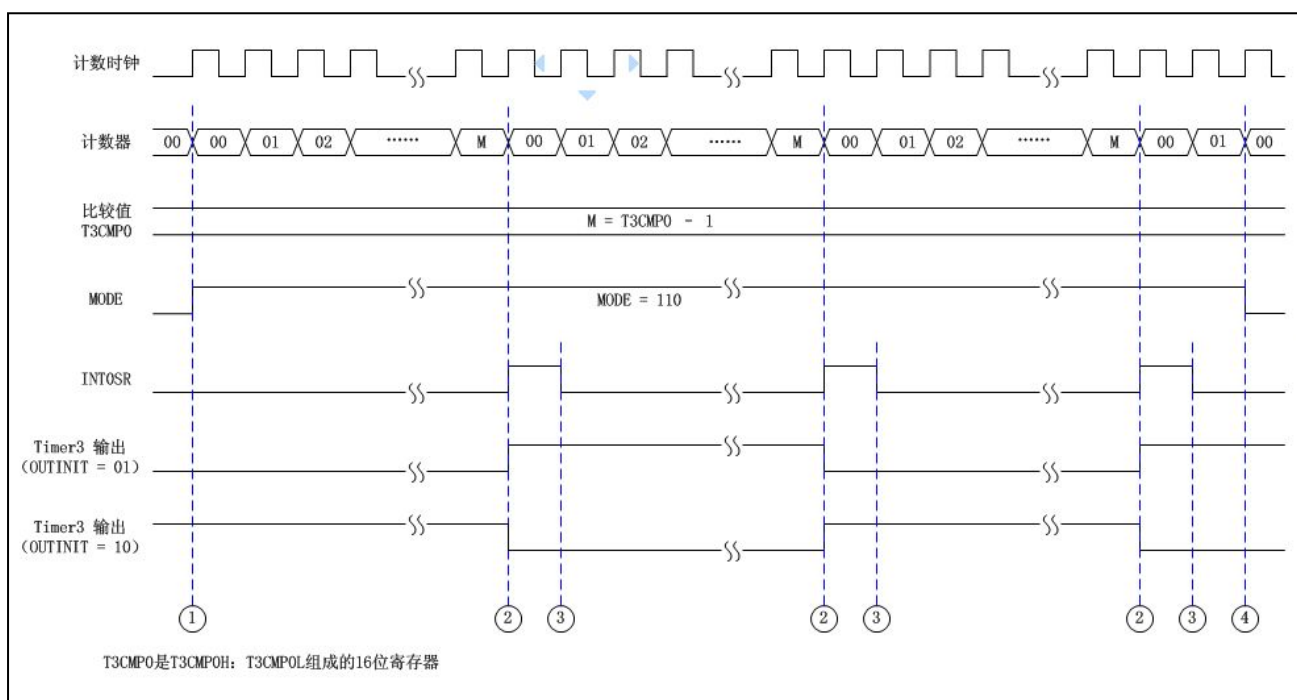 计数时钟
计数器
00 00 01 02 ⋯⋯ M 00 01 02 ⋯⋯ M 00 01 02 ⋯⋯ M 00 01 00
比较值
T3CMP0
M = T3CMP0 - 1
MODE
MODE = 110
INT0SR
Timer3 输出
(OUTINIT = 01)
Timer3 输出
(OUTINIT = 10)
① ② ③ ② ③ ② ③ ④
T3CMP0是T3CMP0H: T3CMP0L组成的16位寄存器